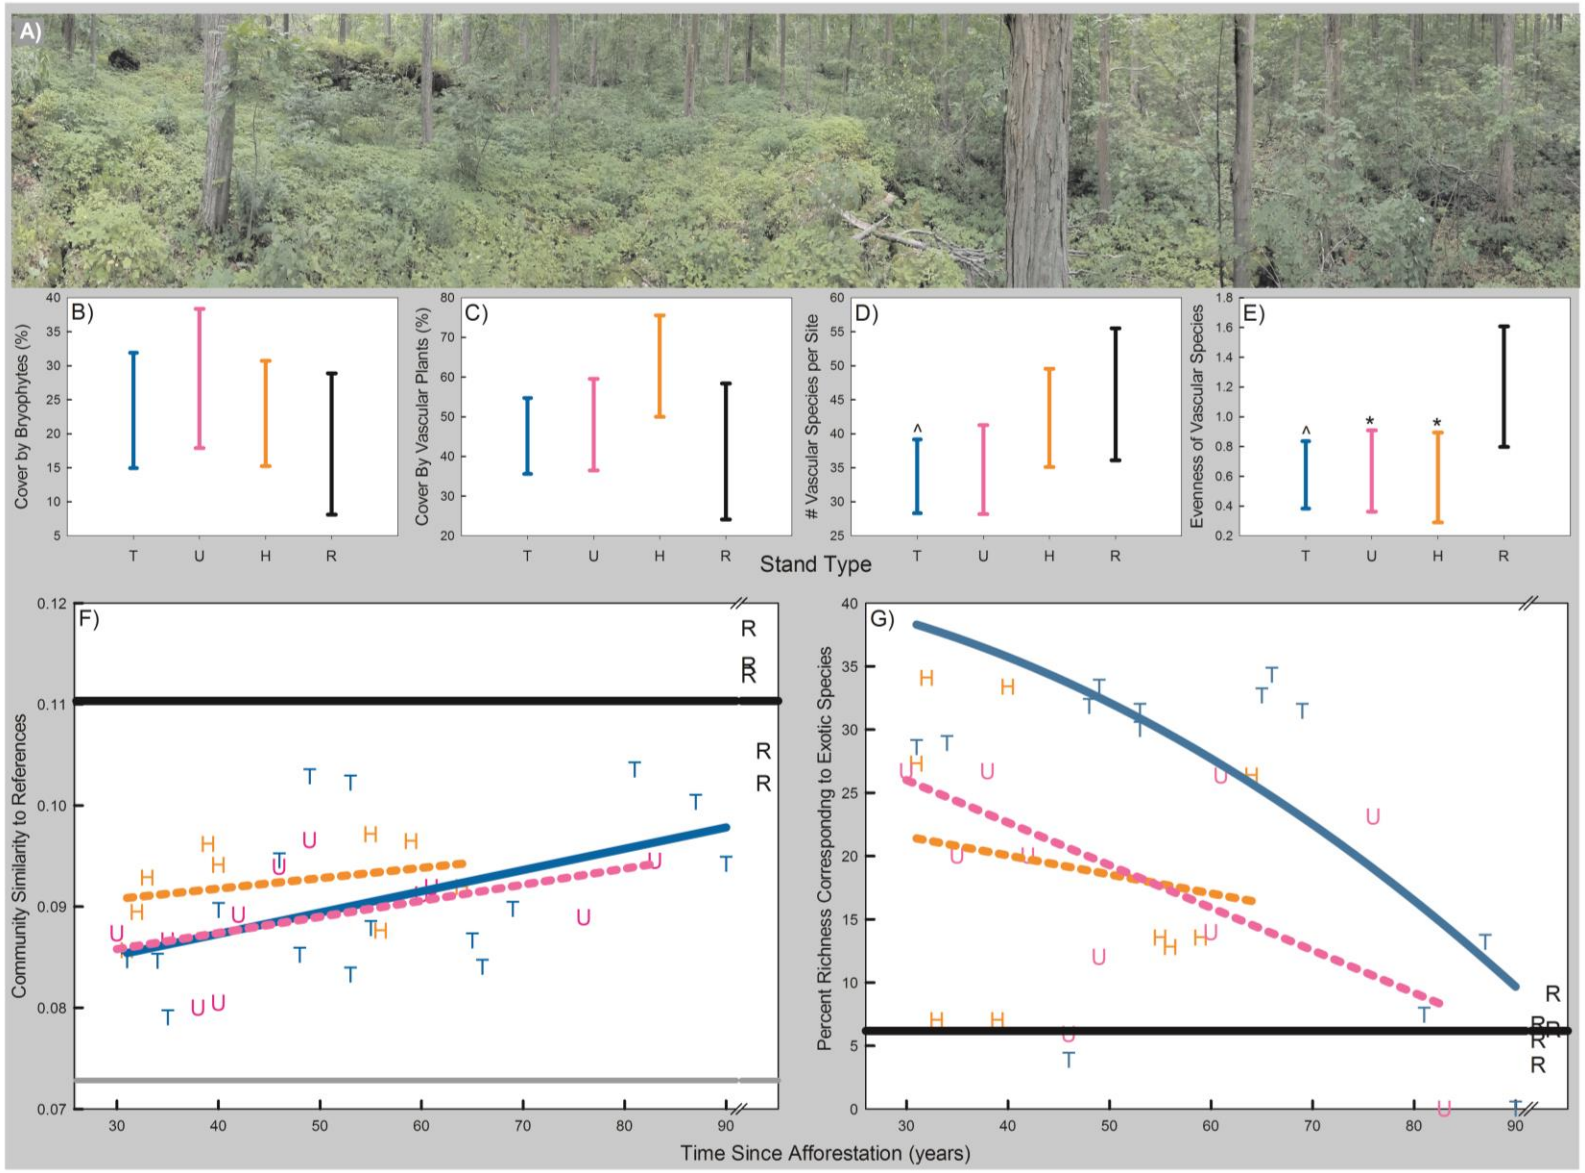 A)
B)
Cover by Bryophytes (%)
40
35
30
25
20
15
10
5
T U H R
C)
Cover By Vascular Plants (%)
80
70
60
50
40
30
20
T U H R
D)
# Vascular Species per Site
60
55
50
45
40
35
30
25
^
T U H R
E)
Evenness of Vascular Species
1.8
1.6
1.4
1.2
1.0
0.8
0.6
0.4
0.2
^ * *
T U H R
Stand Type
F)
Community Similarity to References
0.12
0.11
0.10
0.09
0.08
0.07
R
R
R
R
R
T
T
T
T
H
H
H
H
H
T
U
U
T
H
H
U
U
T
T
U
U
T
T
H
T
T
T
T
T
U
U
T
30 40 50 60 70 80 90
G)
Percent Richness Correspondng to Exotic Species
40
35
30
25
20
15
10
5
0
H
H
T
T
T
T
T
T
T
T
T
H
U
U
U
H
U
U
U
T
U
H
H
H
U
R
H
H
T
R
R
R
U
T
R
U
T
30 40 50 60 70 80 90
Time Since Afforestation (years)